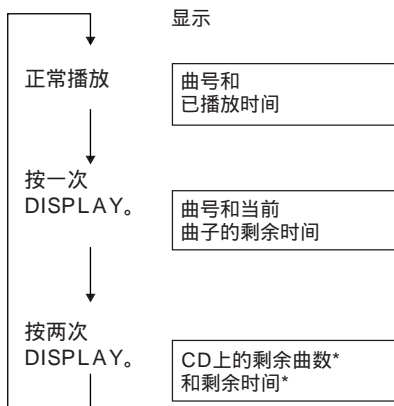 显示
正常播放
曲号和
已播放时间
按一次
DISPLAY。
曲号和当前
曲子的剩余时间
按两次
DISPLAY。
CD上的剩余曲数*
和剩余时间*